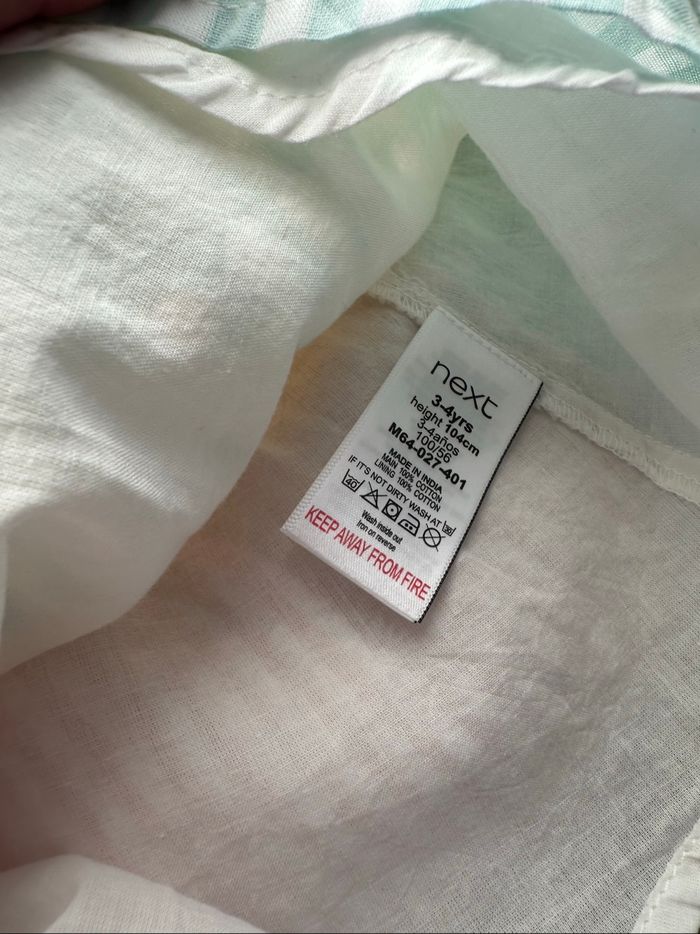 next
3-4yrs
height 104cm
3-4años
100/56
M64-027-401
MADE IN INDIA
MAIN 100% COTTON
LINING 100% COTTON
IF IT'S NOT DIRTY WASH AT 30
40
Wash inside out
Iron on reverse
KEEP AWAY FROM FIRE